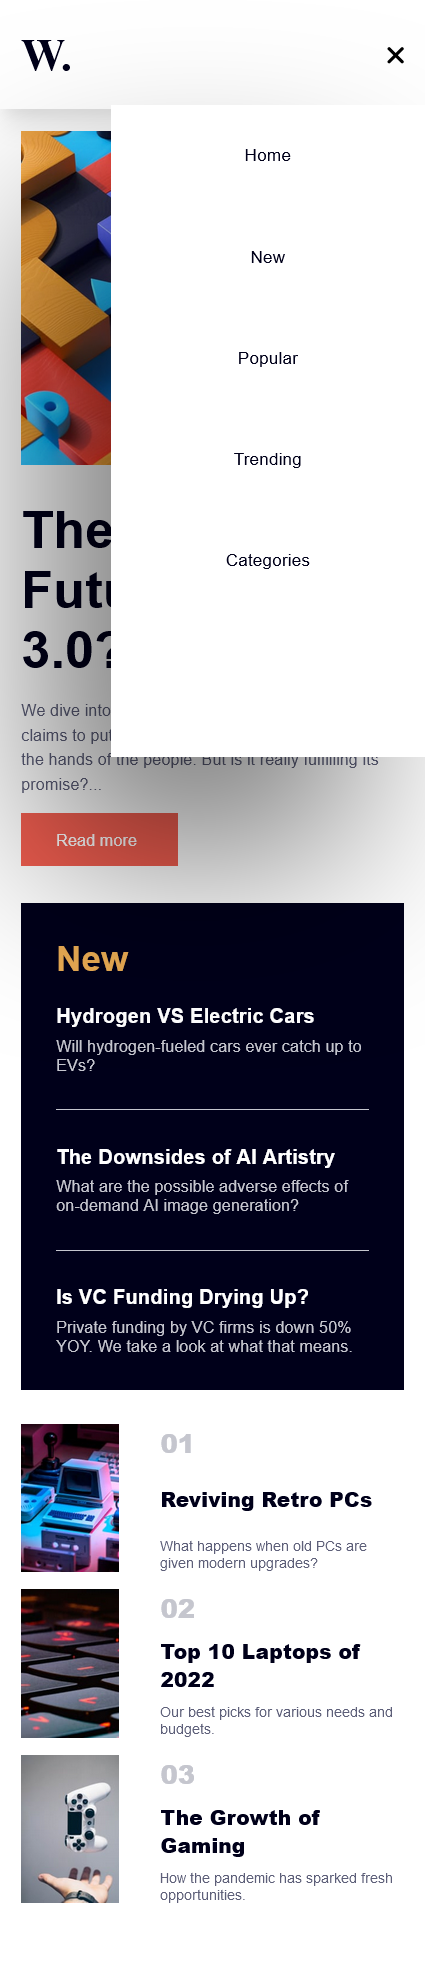 W.
Home
New
Popular
Trending
Categories
The
3.0?
We dive into
claims to put
the hands of the people. But is it really fulfilling its
promise?...
Read more
New
Hydrogen VS Electric Cars
Will hydrogen-fueled cars ever catch up to
EVs?
The Downsides of AI Artistry
What are the possible adverse effects of
on-demand AI image generation?
Is VC Funding Drying Up?
Private funding by VC firms is down 50%
YOY. We take a look at what that means.
01
Reviving Retro PCs
What happens when old PCs are
given modern upgrades?
02
Top 10 Laptops of
2022
Our best picks for various needs and
budgets.
03
The Growth of
Gaming
How the pandemic has sparked fresh
opportunities.